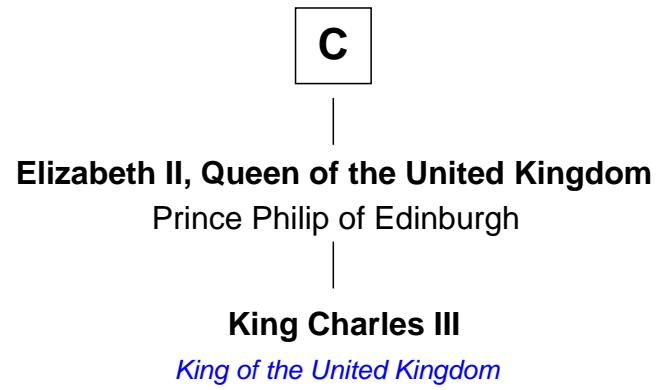 C
Elizabeth II, Queen of the United Kingdom
Prince Philip of Edinburgh
King Charles III
King of the United Kingdom